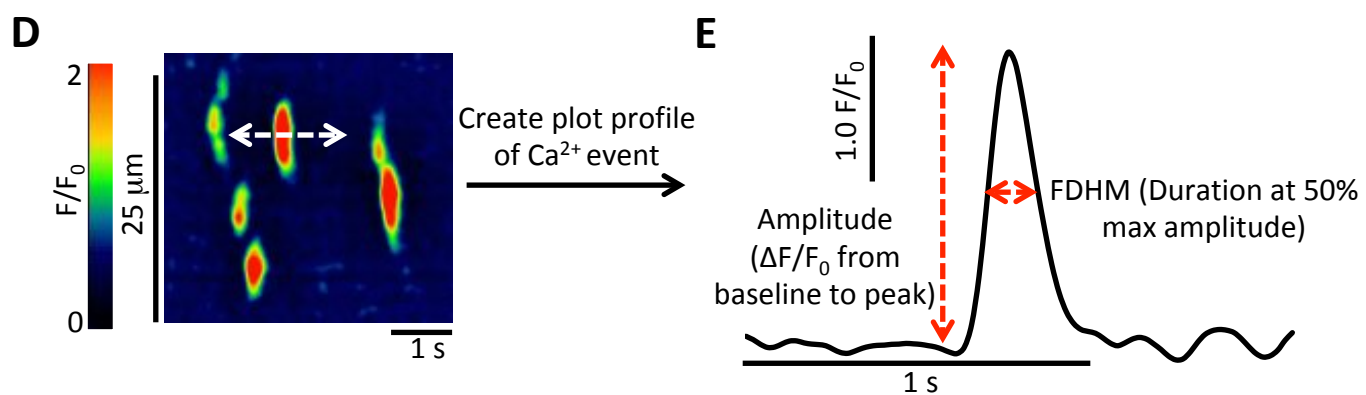 D
2
F/F₀
0
25 μm
1 s
Create plot profile
of Ca²⁺ event
E
1.0 F/F₀
Amplitude
(ΔF/F₀ from
baseline to peak)
FDHM (Duration at 50%
max amplitude)
1 s